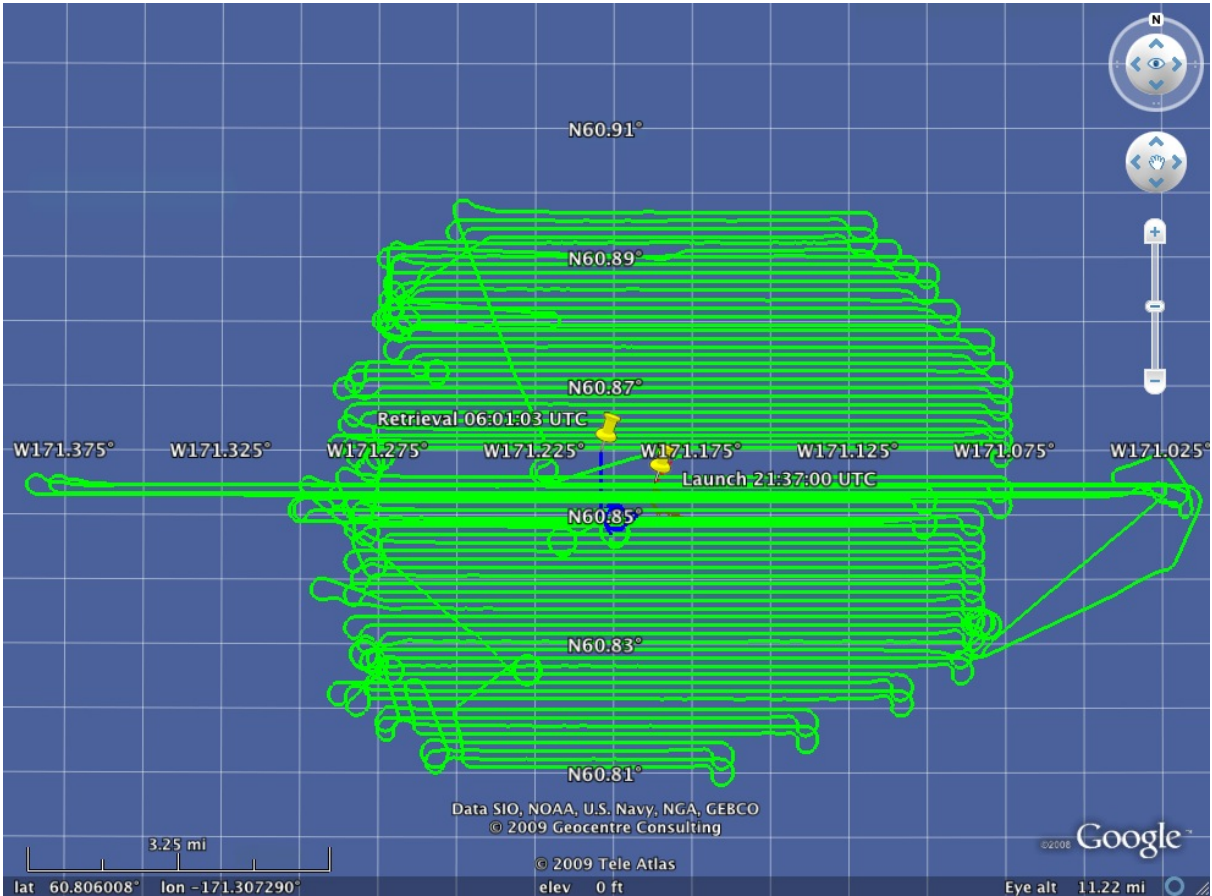 N
N60.91°
N60.89°
N60.87°
Retrieval 06:01:03 UTC
W171.375° W171.325° W171.275° W171.225° W171.175° W171.125° W171.075° W171.025°
Launch 21:37:00 UTC
N60.85°
N60.83°
N60.81°
Data SIO, NOAA, U.S. Navy, NGA, GEBCO
© 2009 Geocentre Consulting
3.25 mi
©2008 Google™
© 2009 Tele Atlas
lat 60.806008° lon -171.307290° elev 0 ft Eye alt 11.22 mi